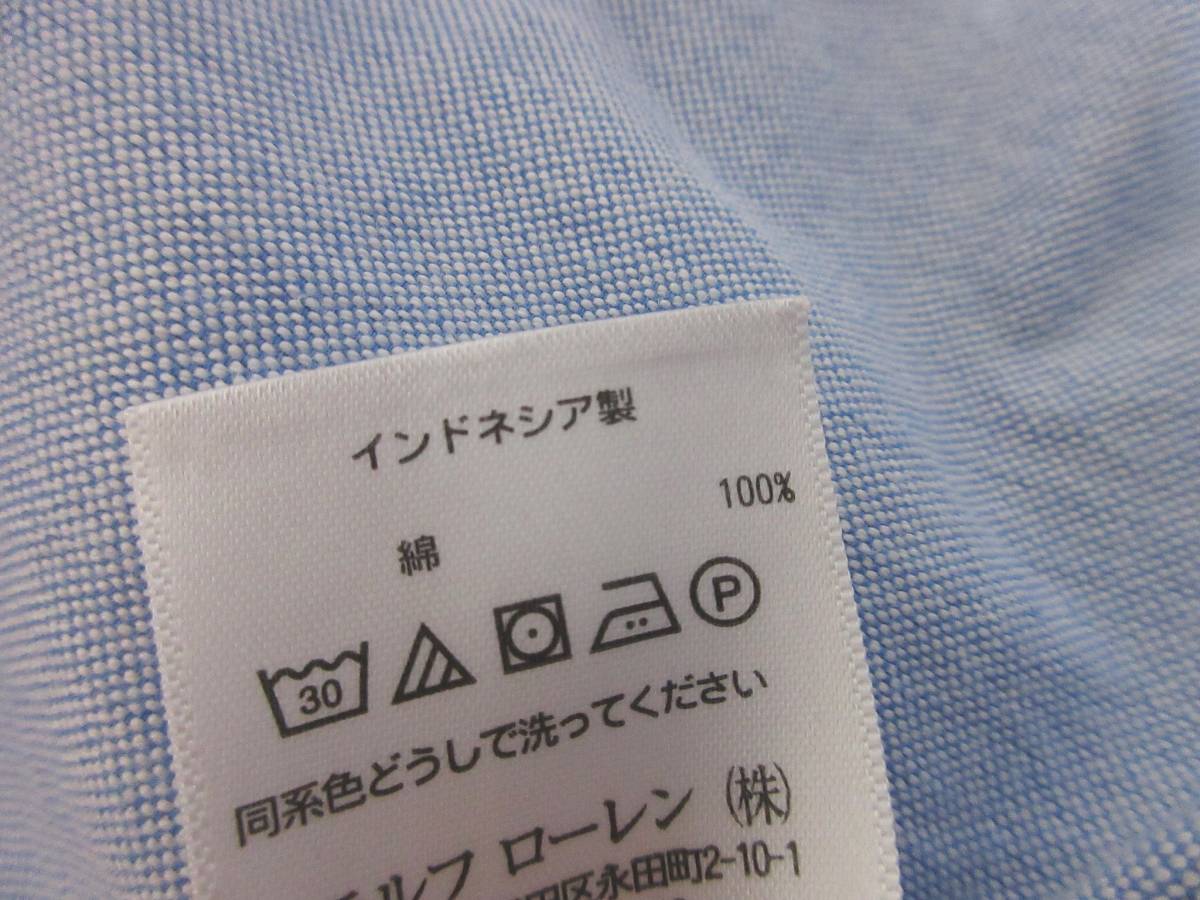 インドネシア製
100%
綿
30 P
同系色どうしで洗ってください
ルフ ローレン (株)
田区永田町2-10-1